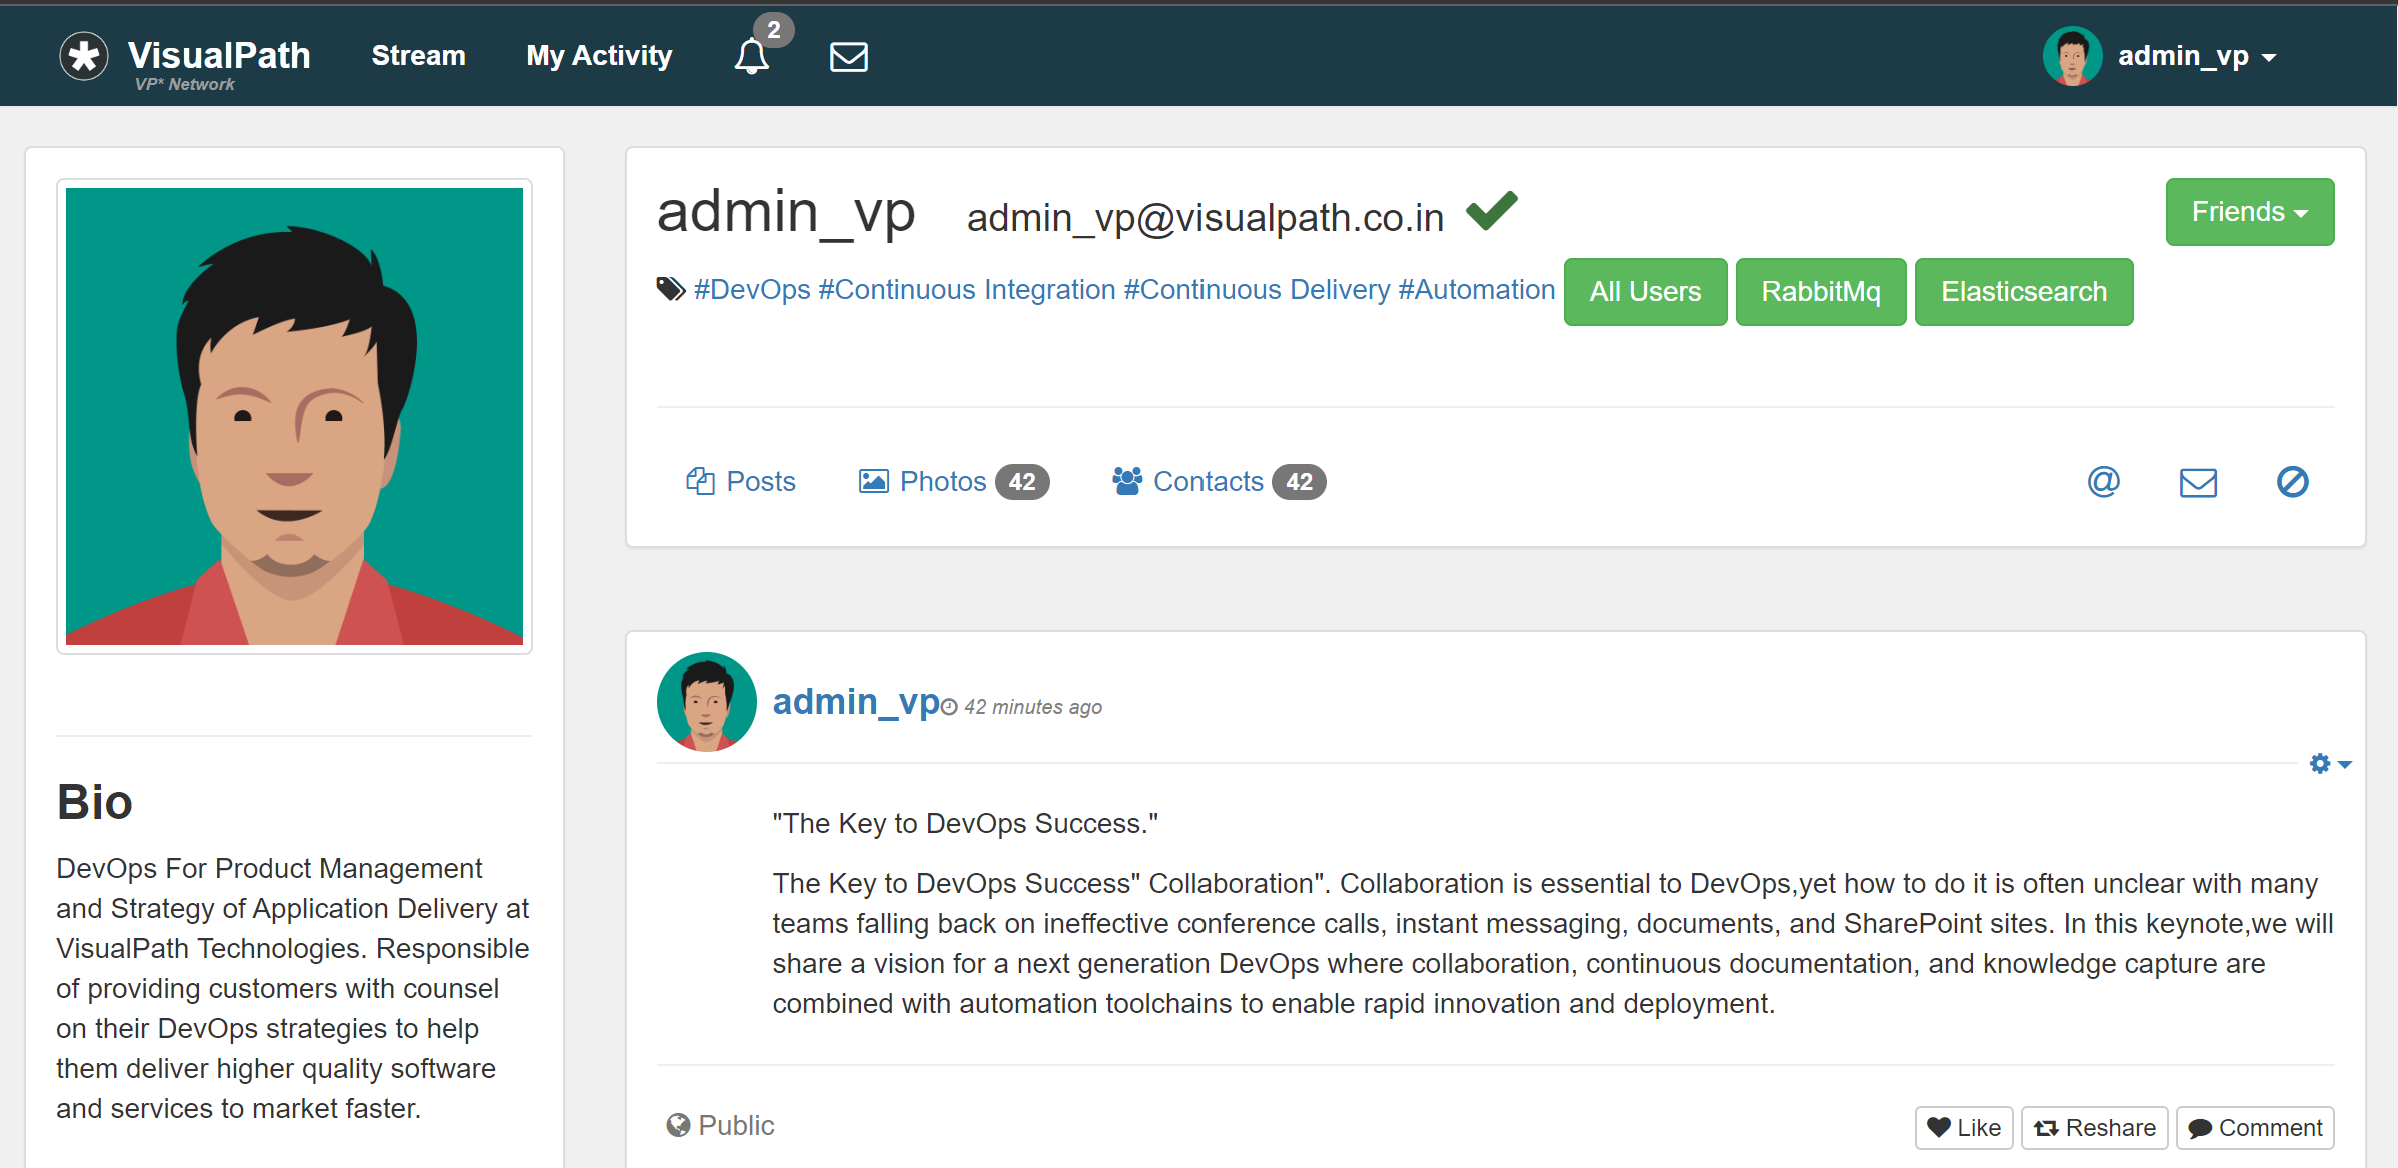 VisualPath
VP* Network
Stream
My Activity
2
admin_vp
admin_vp
admin_vp@visualpath.co.in
Friends
#DevOps #Continuous Integration #Continuous Delivery #Automation
All Users
RabbitMq
Elasticsearch
Posts
Photos 42
Contacts 42
@
Bio
DevOps For Product Management
and Strategy of Application Delivery at
VisualPath Technologies. Responsible
of providing customers with counsel
on their DevOps strategies to help
them deliver higher quality software
and services to market faster.
admin_vp 42 minutes ago
"The Key to DevOps Success."
The Key to DevOps Success" Collaboration". Collaboration is essential to DevOps,yet how to do it is often unclear with many
teams falling back on ineffective conference calls, instant messaging, documents, and SharePoint sites. In this keynote,we will
share a vision for a next generation DevOps where collaboration, continuous documentation, and knowledge capture are
combined with automation toolchains to enable rapid innovation and deployment.
Public
Like
Reshare
Comment